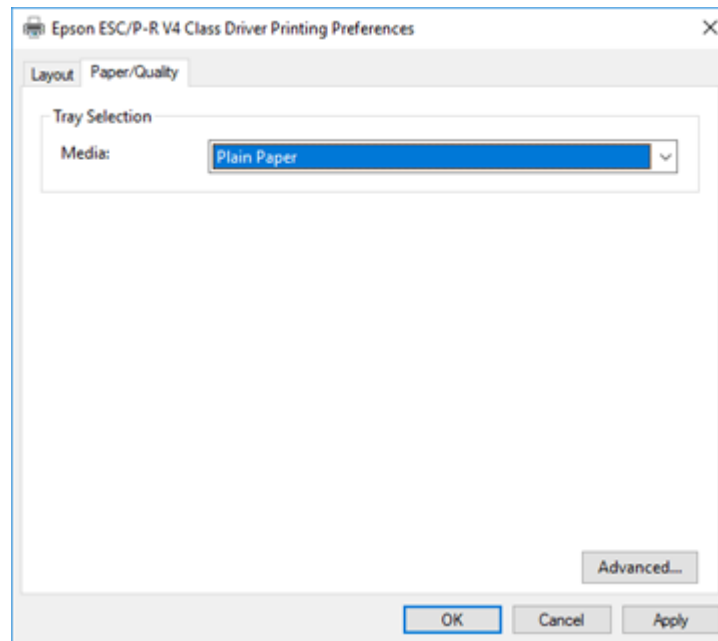 Epson ESC/P-R V4 Class Driver Printing Preferences
Layout Paper/Quality
Tray Selection
Media: Plain Paper
Advanced...
OK Cancel Apply